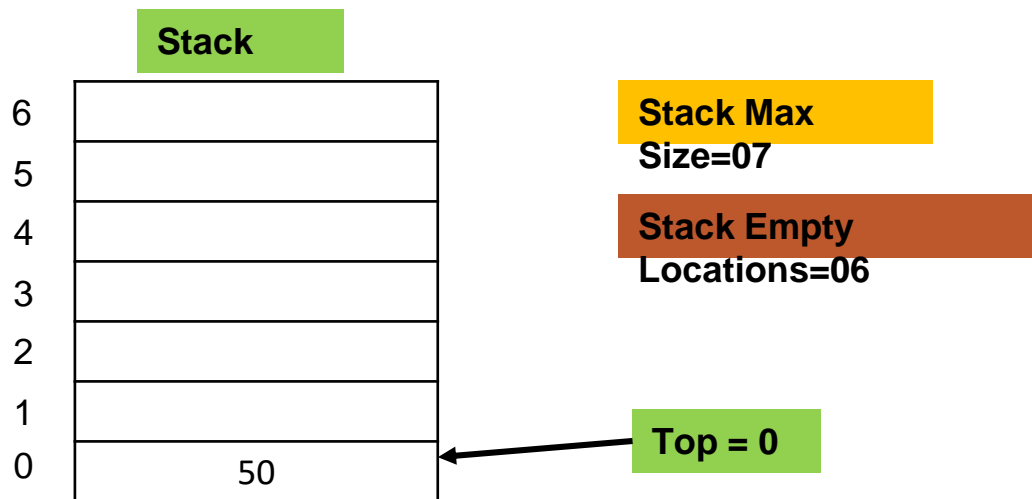 Stack
6
5
4
3
2
1
0 50
Stack Max
Size=07
Stack Empty
Locations=06
Top = 0